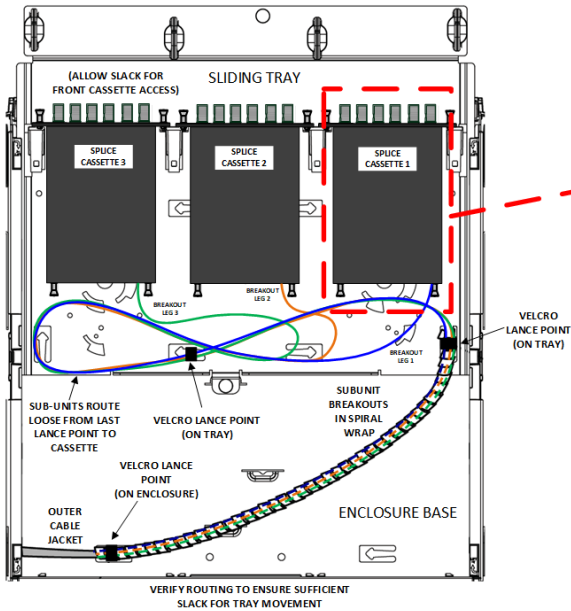 (ALLOW SLACK FOR
FRONT CASSETTE ACCESS)
SLIDING TRAY
SPLICE
CASSETTE 3
SPLICE
CASSETTE 2
SPLICE
CASSETTE 1
BREAKOUT
LEG 3
BREAKOUT
LEG 2
BREAKOUT
LEG 1
VELCRO
LANCE POINT
(ON TRAY)
SUB-UNITS ROUTE
LOOSE FROM LAST
LANCE POINT TO
CASSETTE
VELCRO LANCE POINT
(ON TRAY)
SUBUNIT
BREAKOUTS
IN SPIRAL
WRAP
VELCRO LANCE
POINT
(ON ENCLOSURE)
OUTER
CABLE
JACKET
ENCLOSURE BASE
VERIFY ROUTING TO ENSURE SUFFICIENT
SLACK FOR TRAY MOVEMENT